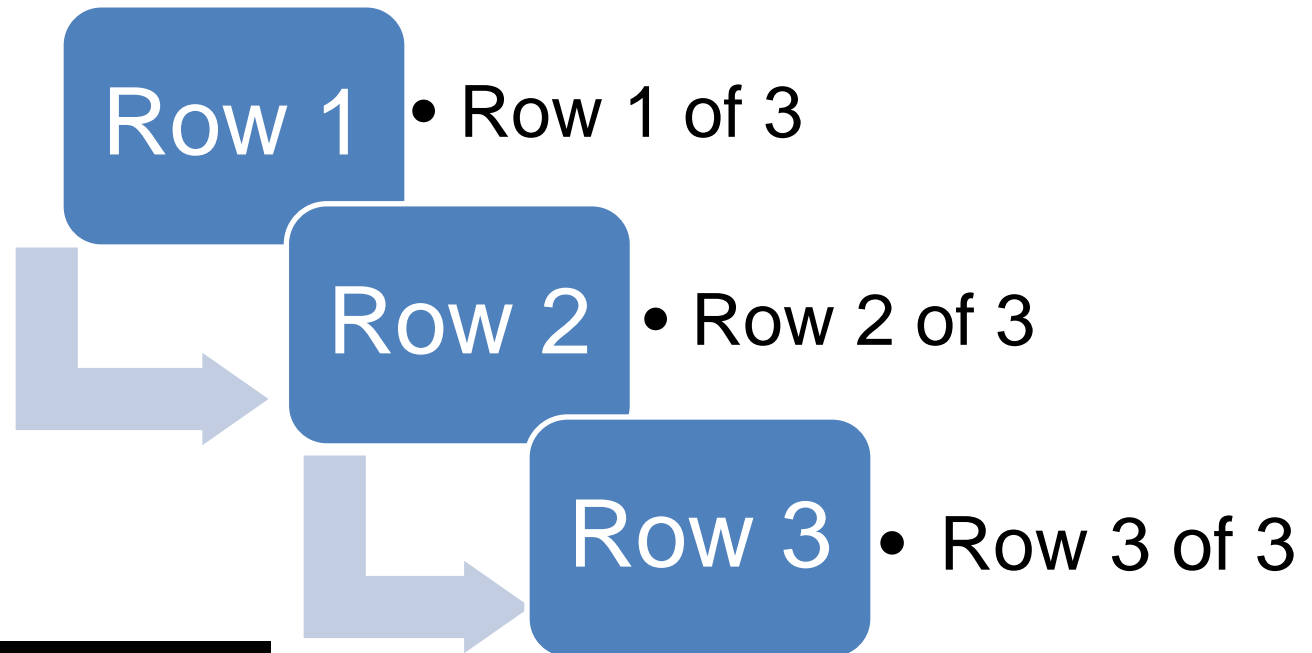 Row 1
• Row 1 of 3
Row 2
• Row 2 of 3
Row 3
• Row 3 of 3